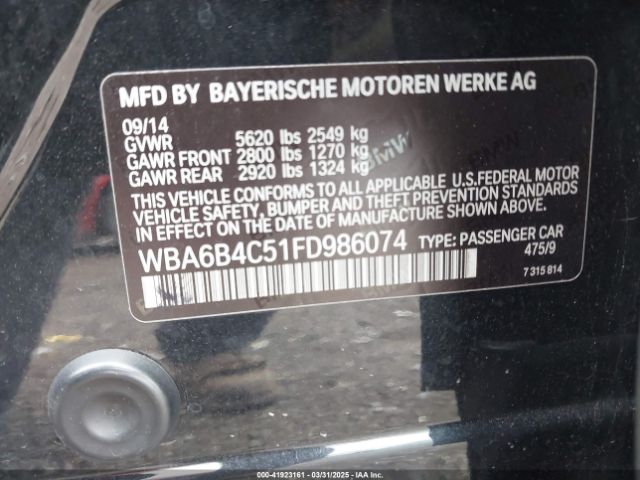 MFD BY BAYERISCHE MOTOREN WERKE AG
09/14
GVWR 5620 lbs 2549 kg
GAWR FRONT 2800 lbs 1270 kg
GAWR REAR 2920 lbs 1324 kg
THIS VEHICLE CONFORMS TO ALL APPLICABLE U.S.FEDERAL MOTOR
VEHICLE SAFETY, BUMPER AND THEFT PREVENTION STANDARDS
IN EFFECT ON THE DATE OF MANUFACTURE SHOWN ABOVE.
WBA6B4C51FD986074 TYPE: PASSENGER CAR
475/9
7 315 814
000-41923161 - 03/31/2025 - IAA Inc.